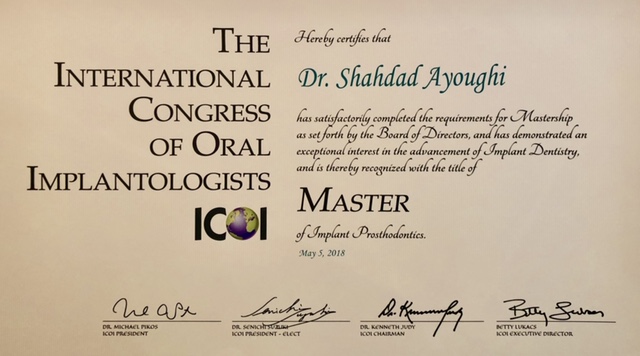 THE
INTERNATIONAL
CONGRESS
OF ORAL
IMPLANTOLOGISTS
ICOI
Hereby certifies that
Dr. Shahdad Ayoughi
has satisfactorily completed the requirements for Mastership
as set forth by the Board of Directors, and has demonstrated an
exceptional interest in the advancement of Implant Dentistry,
and is thereby recognized with the title of
MASTER
of Implant Prosthodontics.
May 5, 2018
DR. MICHAEL PIKOS
ICOI PRESIDENT
DR. SENICHI SUZUKI
ICOI PRESIDENT - ELECT
DR. KENNETH JUDY
ICOI CHAIRMAN
Betty Lukacs
BETTY LUKACS
ICOI EXECUTIVE DIRECTOR